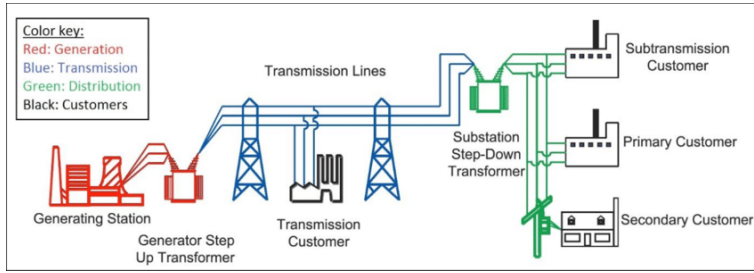 Color key:
Red: Generation
Blue: Transmission
Green: Distribution
Black: Customers
Transmission Lines
Subtransmission
Customer
Substation
Step-Down
Transformer
Primary Customer
Generating Station
Generator Step
Up Transformer
Transmission
Customer
Secondary Customer